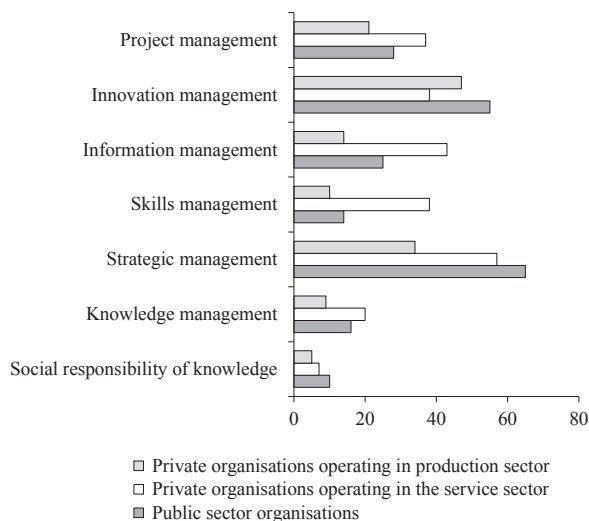 Project management
Innovation management
Information management
Skills management
Strategic management
Knowledge management
Social responsibility of knowledge
0 20 40 60 80
Private organisations operating in production sector
Private organisations operating in the service sector
Public sector organisations